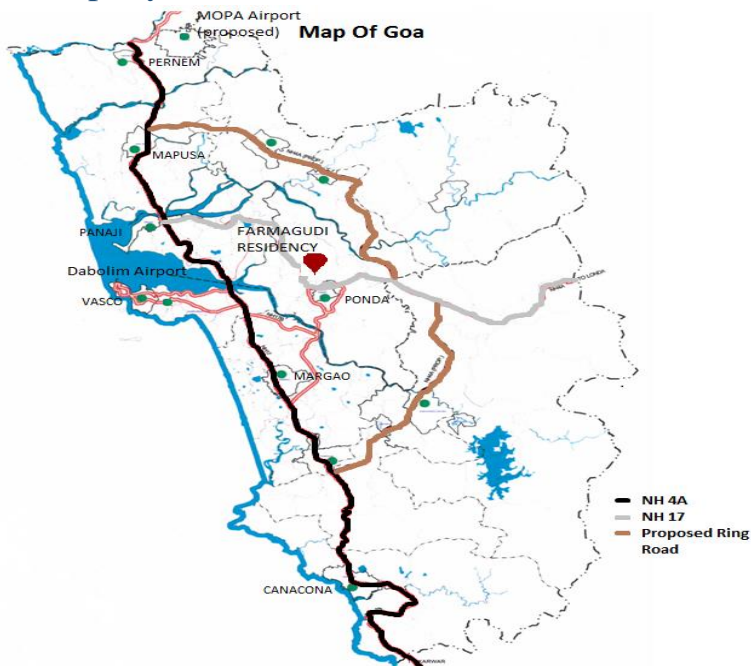 MOPA Airport
(proposed)
Map Of Goa
PERNEM
MAPUSA
PANAJI
FARMAGUDI
RESIDENCY
Dabolim Airport
VASCO
PONDA
MARGAO
NH 4A
NH 17
Proposed Ring
Road
CANACONA